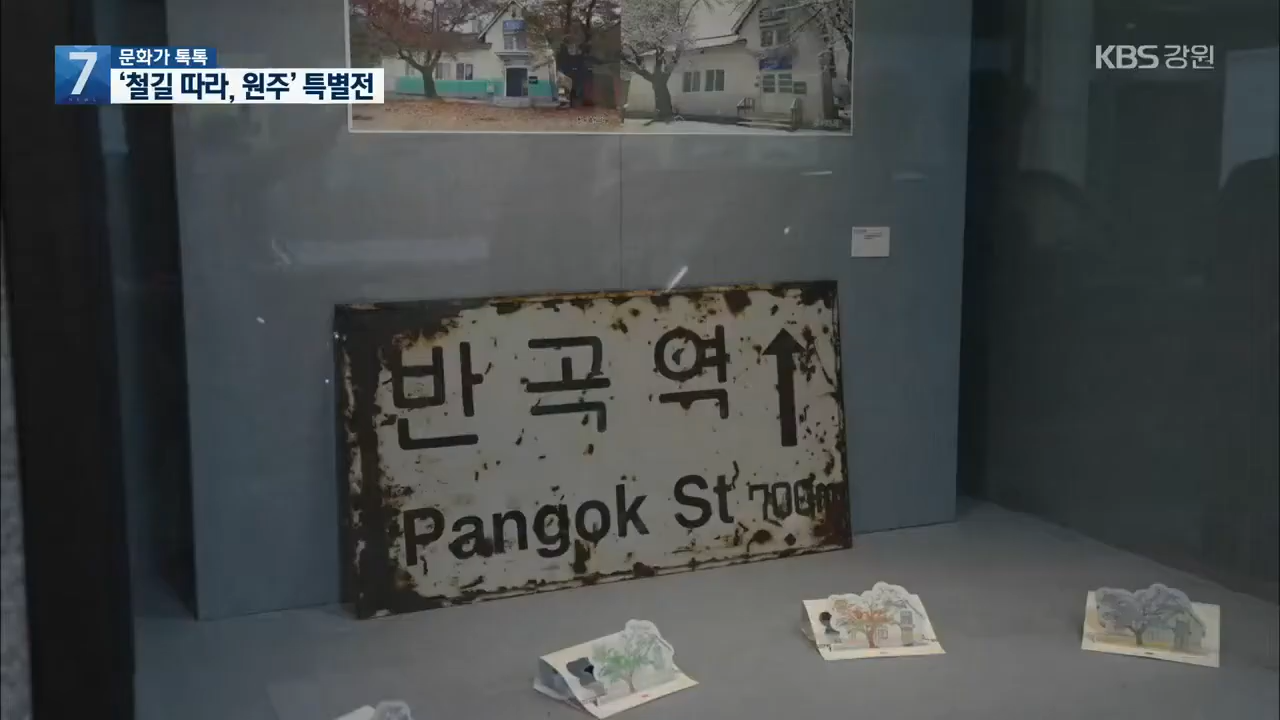 7
문화가 톡톡
‘철길 따라, 원주’ 특별전
KBS 강원
반곡역
Pangok St 700m